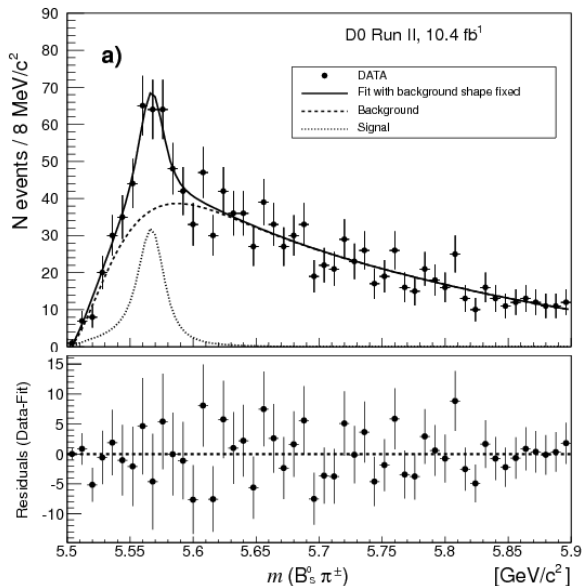 D0 Run II, 10.4 fb¹
a)
DATA
Fit with background shape fixed
Background
Signal
N events / 8 MeV/c²
90
80
70
60
50
40
30
20
10
0
Residuals (Data-Fit)
15
10
5
0
-5
-10
5.5 5.55 5.6 5.65 5.7 5.75 5.8 5.85 5.9
m (B⁰ₛ π±) [GeV/c²]